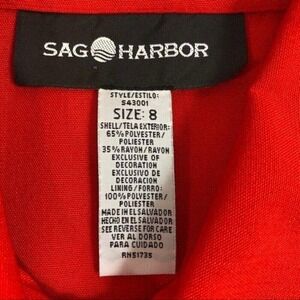 SAG HARBOR
STYLE/ESTILO:
S43001
SIZE: 8
SHELL/TELA EXTERIOR:
65% POLYESTER/
POLIESTER
35% RAYON/RAYON
EXCLUSIVE OF
DECORATION
EXCLUSIVO DE
DECORACION
LINING/FORRO:
100% POLYESTER/
POLIESTER
MADE IN EL SALVADOR
HECHO EN EL SALVADOR
SEE REVERSE FOR CARE
VER AL DORSO
PARA CUIDADO
RN51735